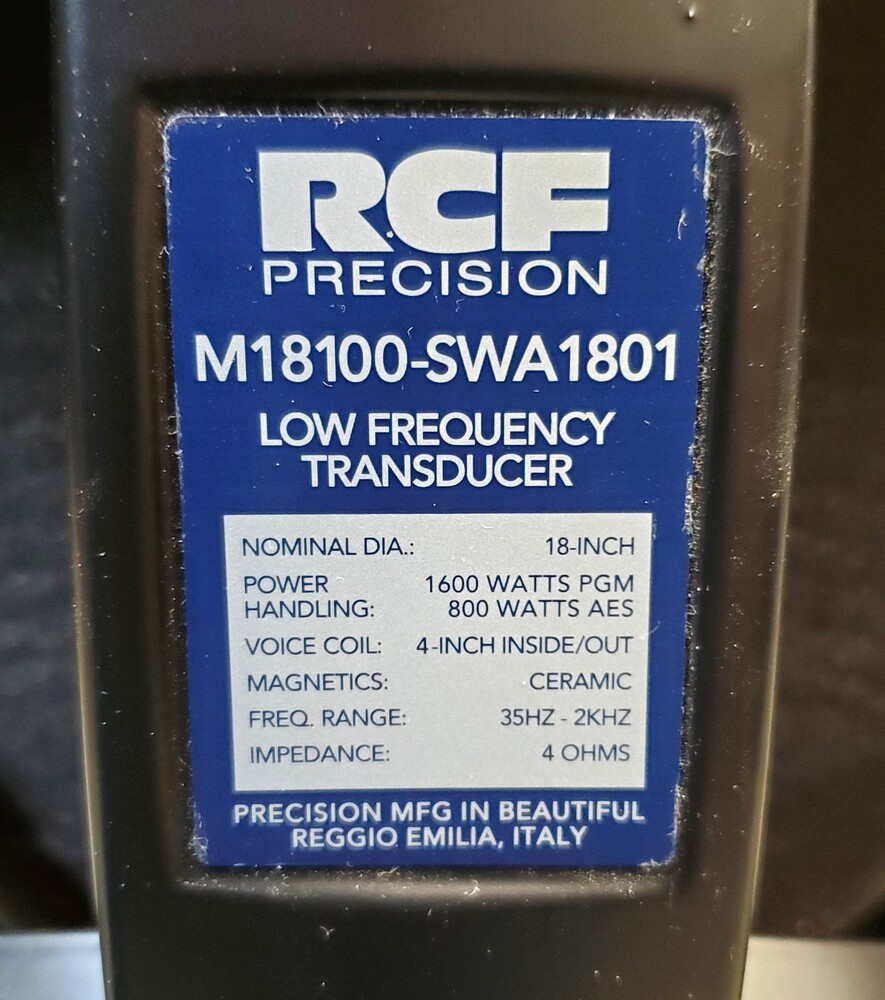 RCF
PRECISION
M18100-SWA1801
LOW FREQUENCY
TRANSDUCER
NOMINAL DIA.: 18-INCH
POWER 1600 WATTS PGM
HANDLING: 800 WATTS AES
VOICE COIL: 4-INCH INSIDE/OUT
MAGNETICS: CERAMIC
FREQ. RANGE: 35HZ - 2KHZ
IMPEDANCE: 4 OHMS
PRECISION MFG IN BEAUTIFUL
REGGIO EMILIA, ITALY